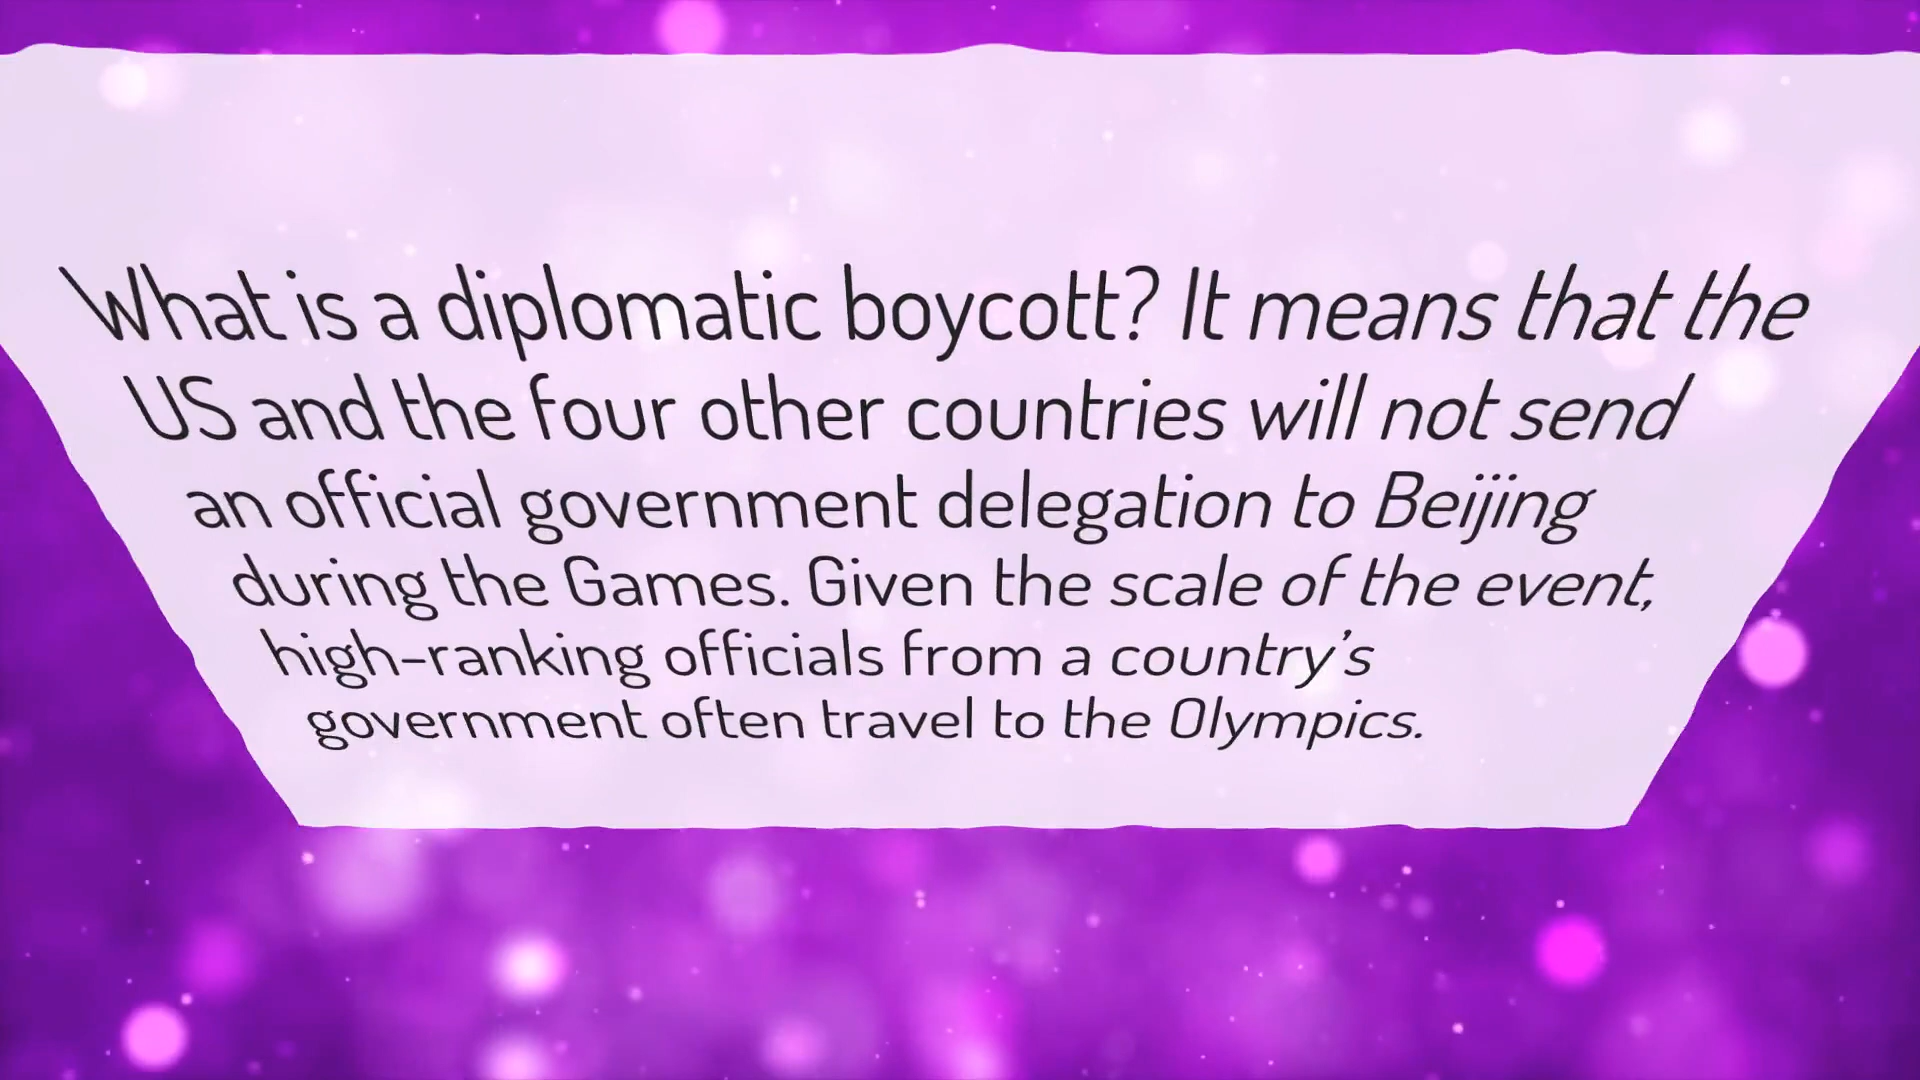 What is a diplomatic boycott? It means that the
US and the four other countries will not send
an official government delegation to Beijing
during the Games. Given the scale of the event,
high-ranking officials from a country’s
government often travel to the Olympics.